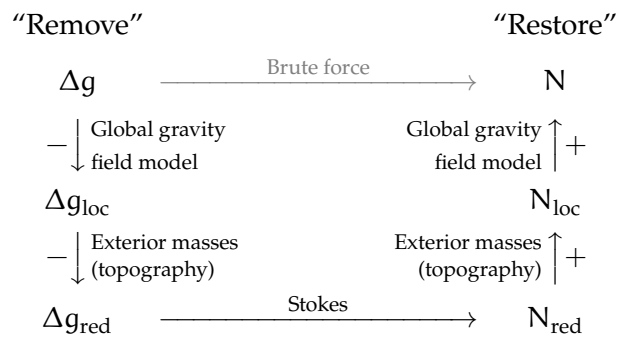 “Remove” “Restore”
Brute force
Δg N
− Global gravity field model Global gravity field model +
Δg_loc N_loc
− Exterior masses (topography) Exterior masses (topography) +
Stokes
Δg_red N_red